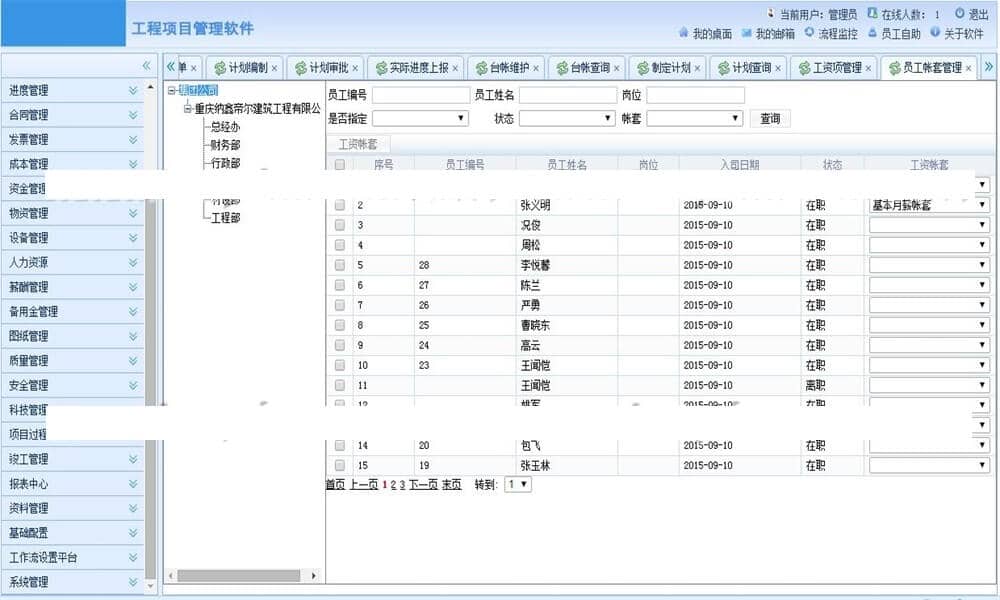 工程项目管理软件
当前用户: 管理员 在线人数: 1 退出
我的桌面 我的邮箱 流程监控 员工自助 关于软件
单 × 计划编制 × 计划审批 × 实际进度上报 × 台帐维护 × 台帐查询 × 制定计划 × 计划查询 × 工资项管理 × 员工帐套管理 ×
进度管理
合同管理
发票管理
成本管理
资金管理
物资管理
设备管理
人力资源
薪酬管理
备用金管理
图纸管理
质量管理
安全管理
科技管理
项目过程
竣工管理
报表中心
资料管理
基础配置
工作流设置平台
系统管理
集团公司
重庆纳鑫帝尔建筑工程有限公
总经办
财务部
行政部
工程部
员工编号 员工姓名 岗位
是否指定 状态 帐套 查询
工资帐套
序号 员工编号 员工姓名 岗位 入司日期 状态 工资帐套
2 张义明 2015-09-10 在职 基本月薪帐套
3 况俊 2015-09-10 在职
4 周松 2015-09-10 在职
5 28 李悦馨 2015-09-10 在职
6 27 陈兰 2015-09-10 在职
7 26 严勇 2015-09-10 在职
8 25 曹皖东 2015-09-10 在职
9 24 高云 2015-09-10 在职
10 23 王闻恺 2015-09-10 在职
11 王闻恺 2015-09-10 离职
12 2015-09-10 在职
14 20 包飞 2015-09-10 在职
15 19 张玉林 2015-09-10 在职
首页 上一页 1 2 3 下一页 末页 转到: 1